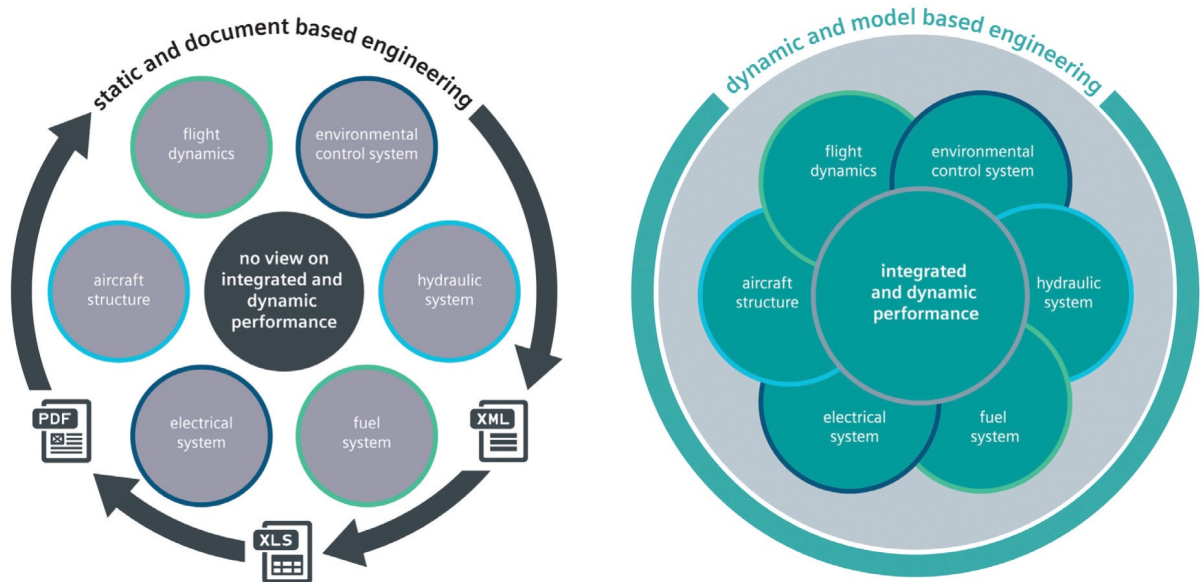 static and document based engineering
flight
dynamics
environmental
control system
aircraft
structure
no view on
integrated and
dynamic
performance
hydraulic
system
electrical
system
fuel
system
PDF
XML
XLS
dynamic and model based engineering
flight
dynamics
environmental
control system
aircraft
structure
integrated
and dynamic
performance
hydraulic
system
electrical
system
fuel
system